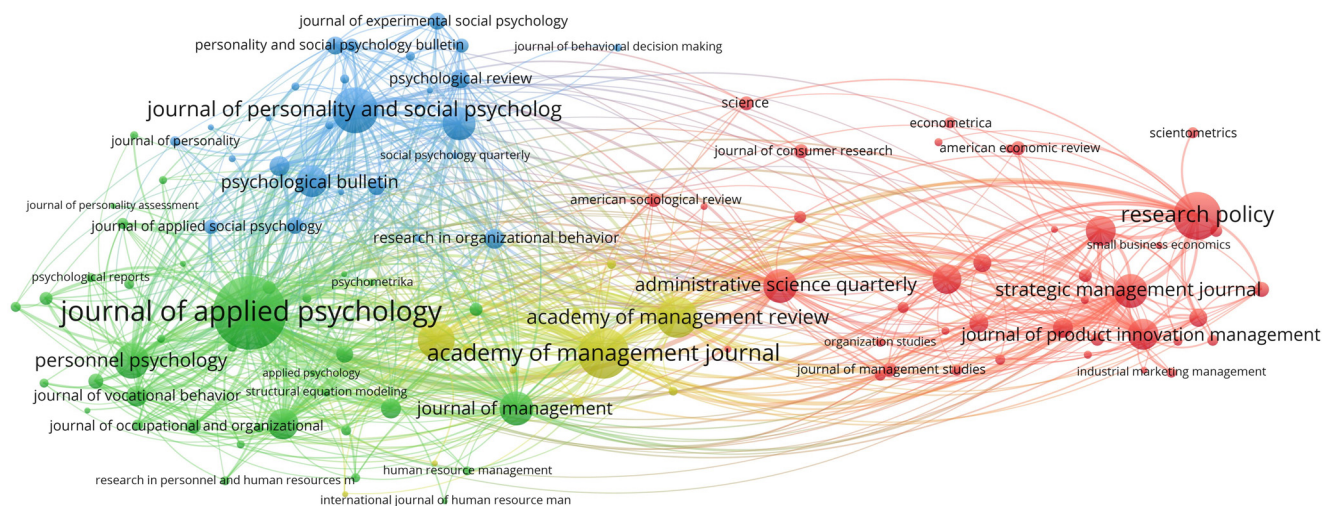 journal of experimental social psychology
personality and social psychology bulletin
journal of behavioral decision making
psychological review
science
journal of personality and social psycholog
econometrica
scientometrics
journal of personality
american economic review
journal of consumer research
social psychology quarterly
psychological bulletin
american sociological review
journal of personality assessment
research policy
journal of applied social psychology
research in organizational behavior
small business economics
psychological reports
psychometrika
administrative science quarterly
strategic management journal
journal of applied psychology
academy of management review
journal of product innovation management
organization studies
academy of management journal
personnel psychology
journal of management studies
industrial marketing management
applied psychology
structural equation modeling
journal of vocational behavior
journal of management
journal of occupational and organizational
human resource management
research in personnel and human resources m
international journal of human resource man